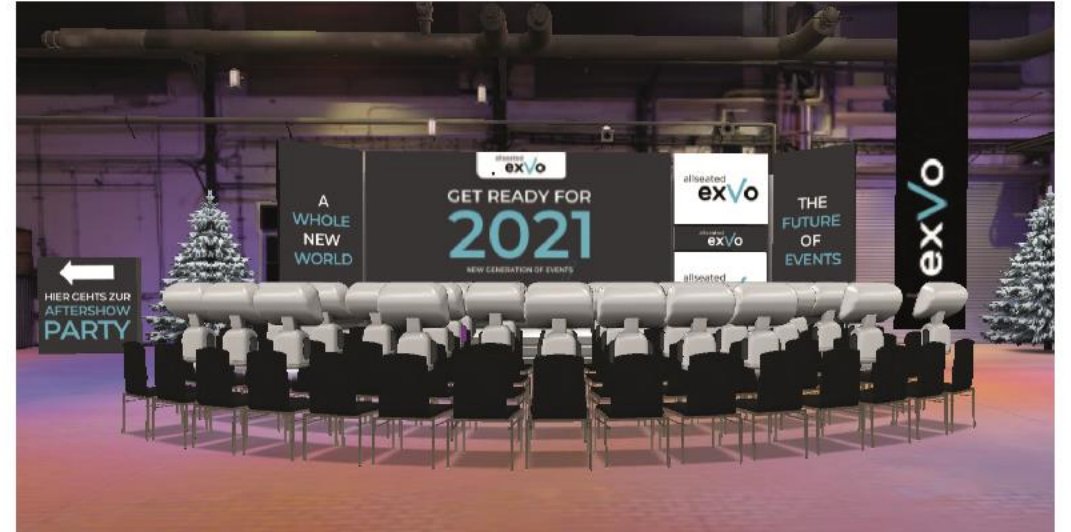 A
WHOLE
NEW
WORLD
allseated
exVo
GET READY FOR
2021
NEW GENERATION OF EVENTS
allseated
exVo
allseated
exVo
allseated
THE
FUTURE
OF
EVENTS
exVo
HIER GEHTS ZUR
AFTERSHOW
PARTY